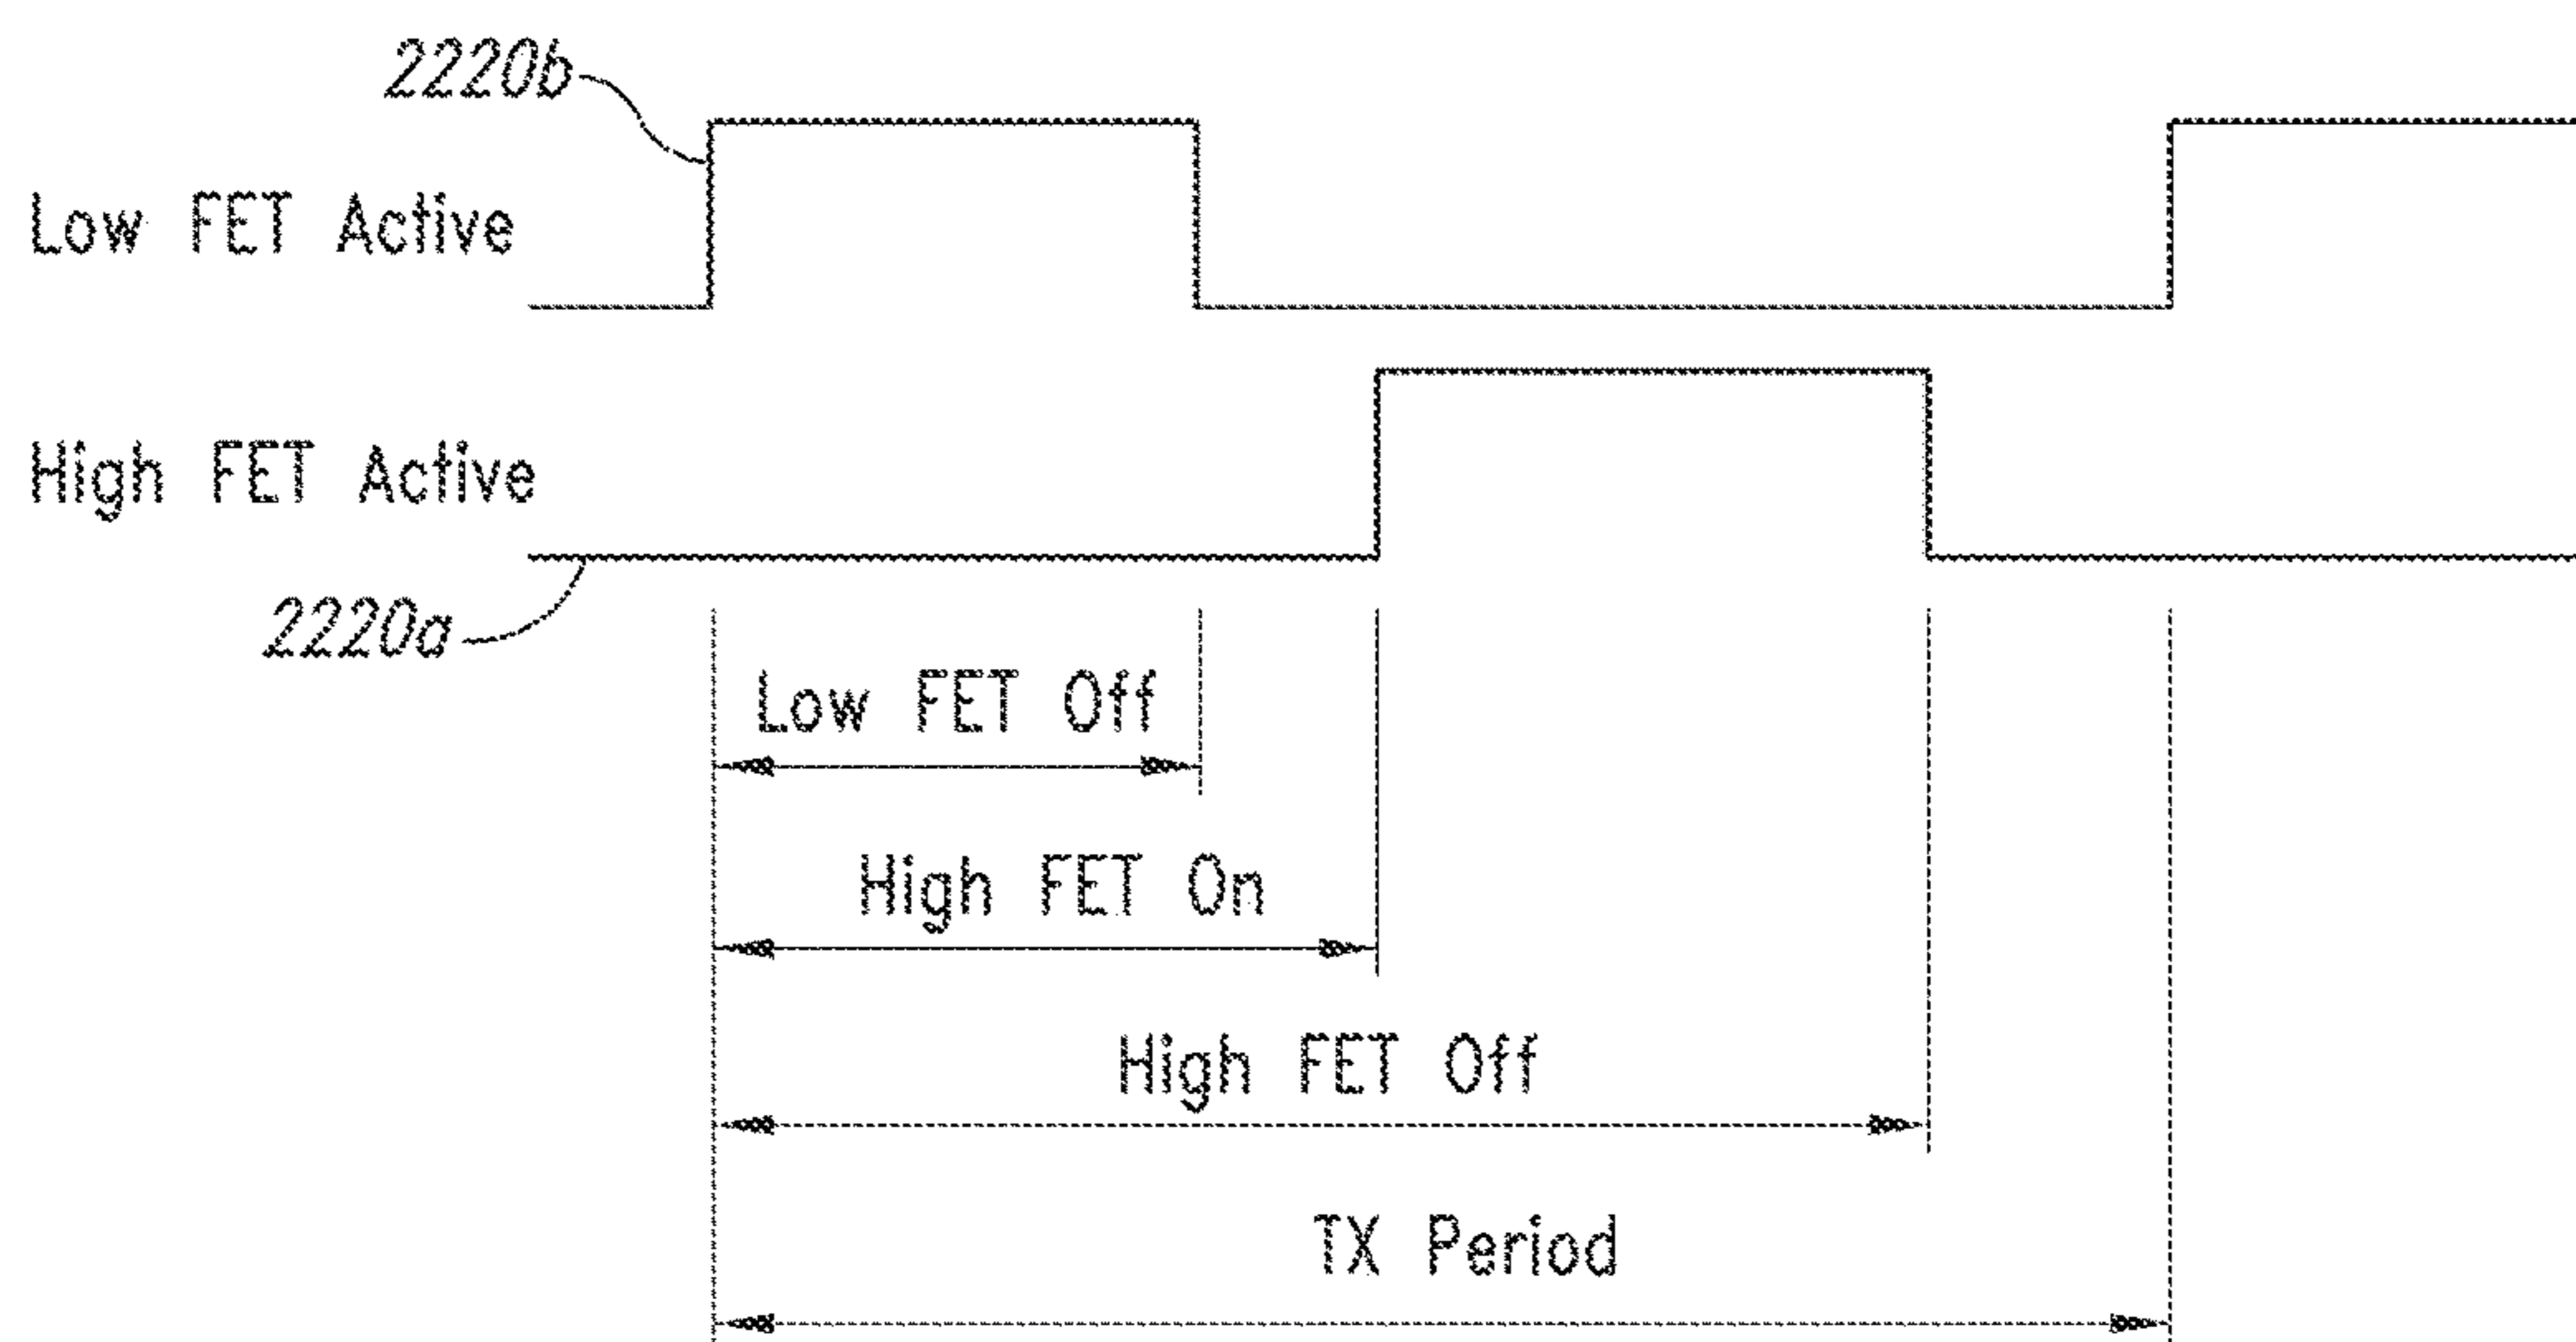 2220b
Low FET Active
High FET Active
2220a
Low FET Off
High FET On
High FET Off
TX Period